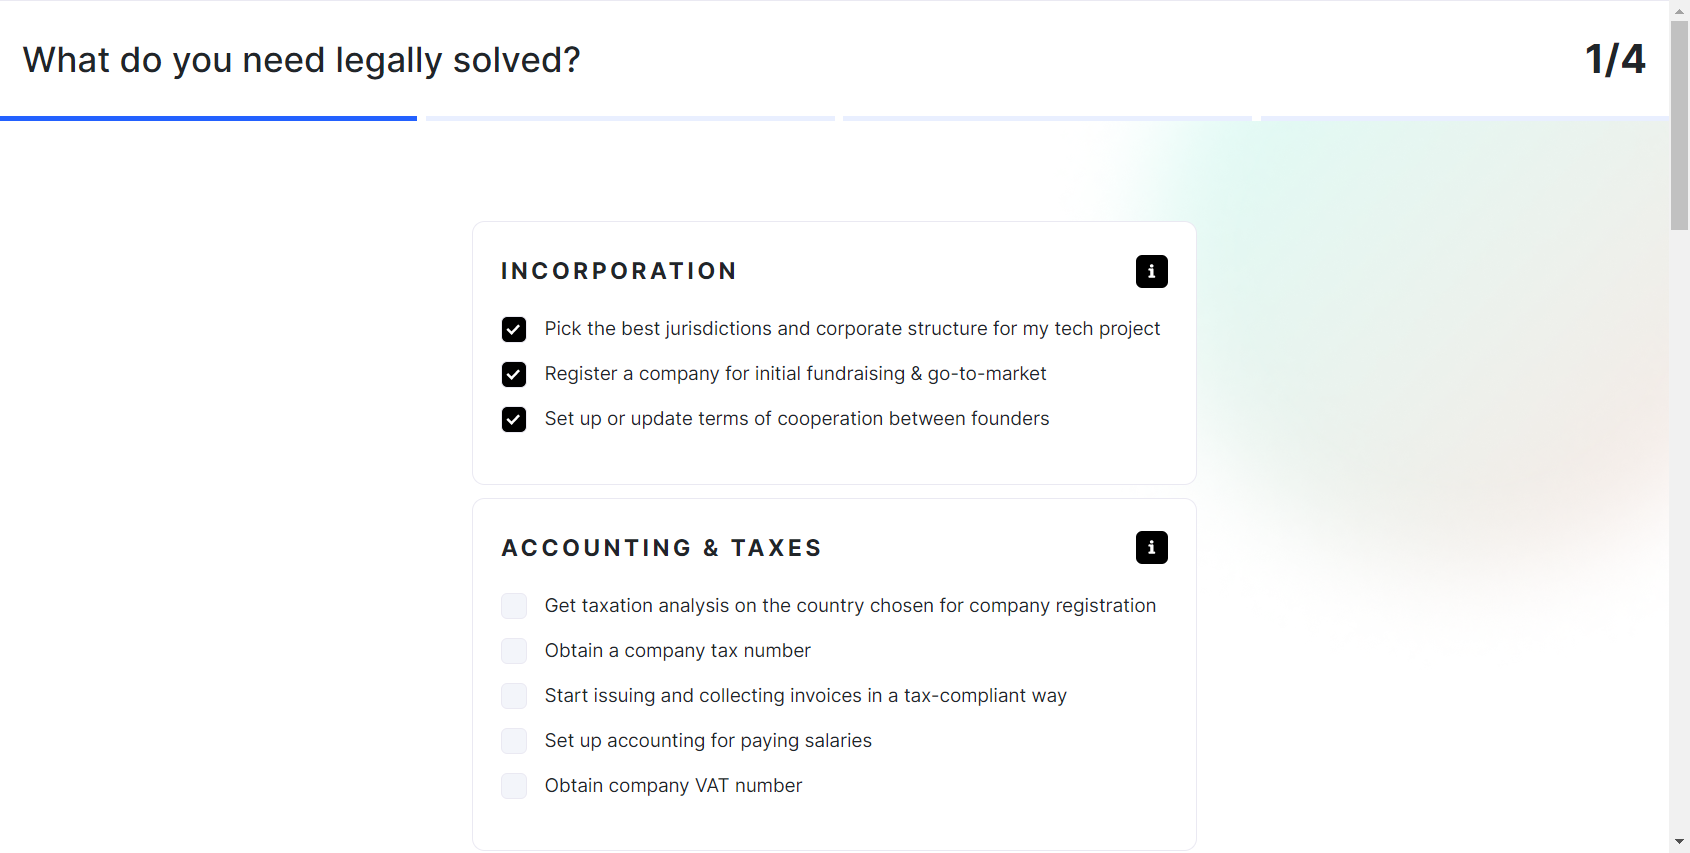 What do you need legally solved?
1/4
INCORPORATION
i
Pick the best jurisdictions and corporate structure for my tech project
Register a company for initial fundraising & go-to-market
Set up or update terms of cooperation between founders
ACCOUNTING & TAXES
i
Get taxation analysis on the country chosen for company registration
Obtain a company tax number
Start issuing and collecting invoices in a tax-compliant way
Set up accounting for paying salaries
Obtain company VAT number